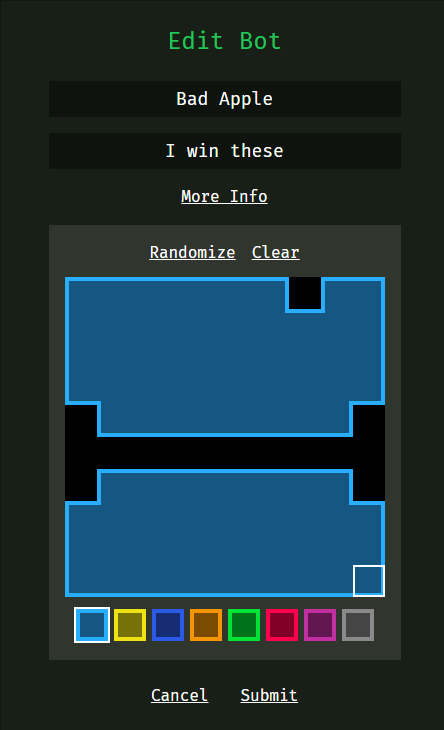 Edit Bot
Bad Apple
I win these
More Info
Randomize Clear
Cancel Submit